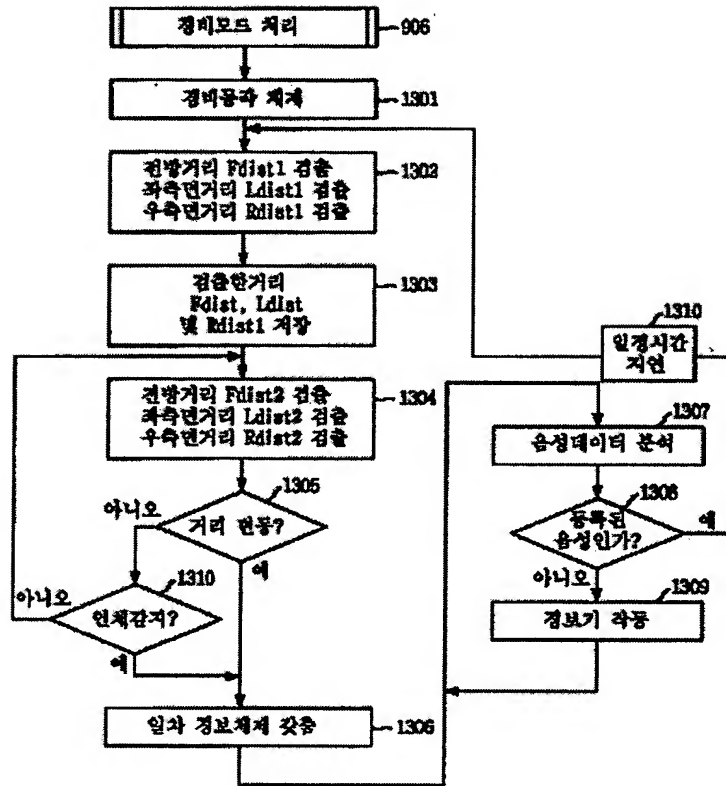 경비모드 처리
906
경비동작 체제
1301
전방거리 Fdist1 검출
좌측면거리 Ldist1 검출
우측면거리 Rdist1 검출
1302
검출한거리
Fdist, Ldist
및 Rdist1 저장
1303
전방거리 Fdist2 검출
좌측면거리 Ldist2 검출
우측면거리 Rdist2 검출
1304
1305
거리 변동?
아니오
예
1310
인체감지?
아니오
예
일차 경보체제 갖춤
1306
1310
일정시간
지연
1307
음성데이터 분석
1308
등록된
음성인가?
예
아니오
1309
경보기 작동